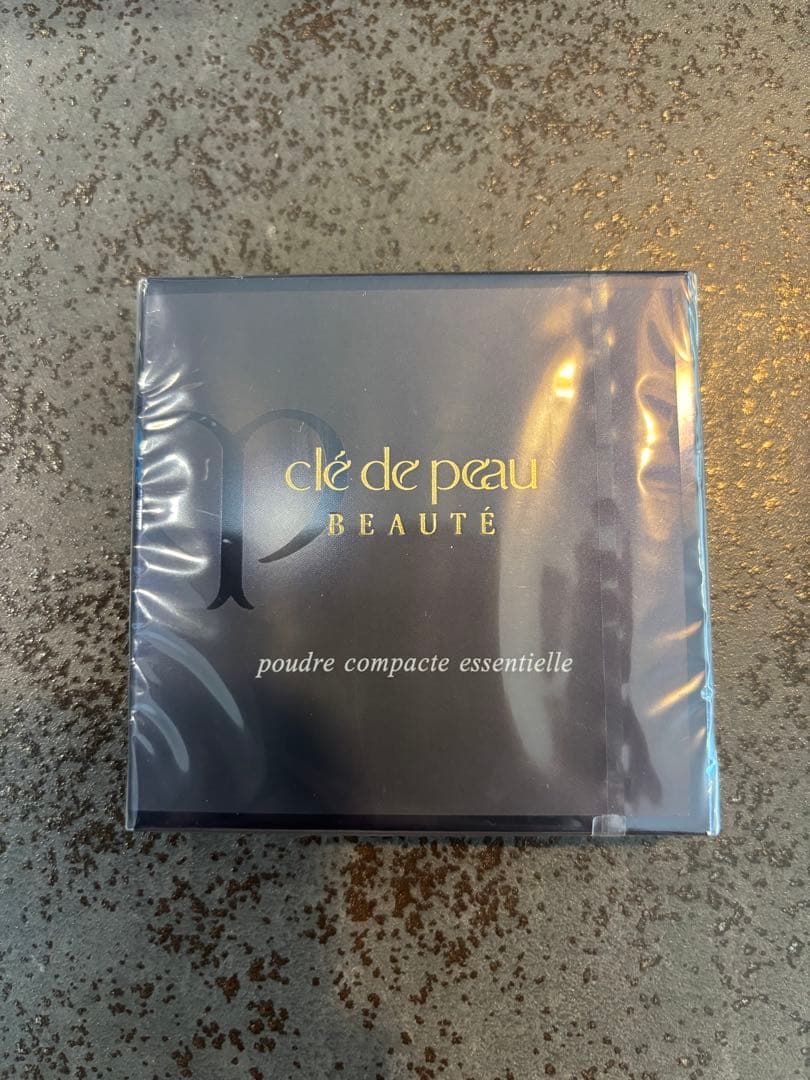 clé de peau
BEAUTÉ
poudre compacte essentielle